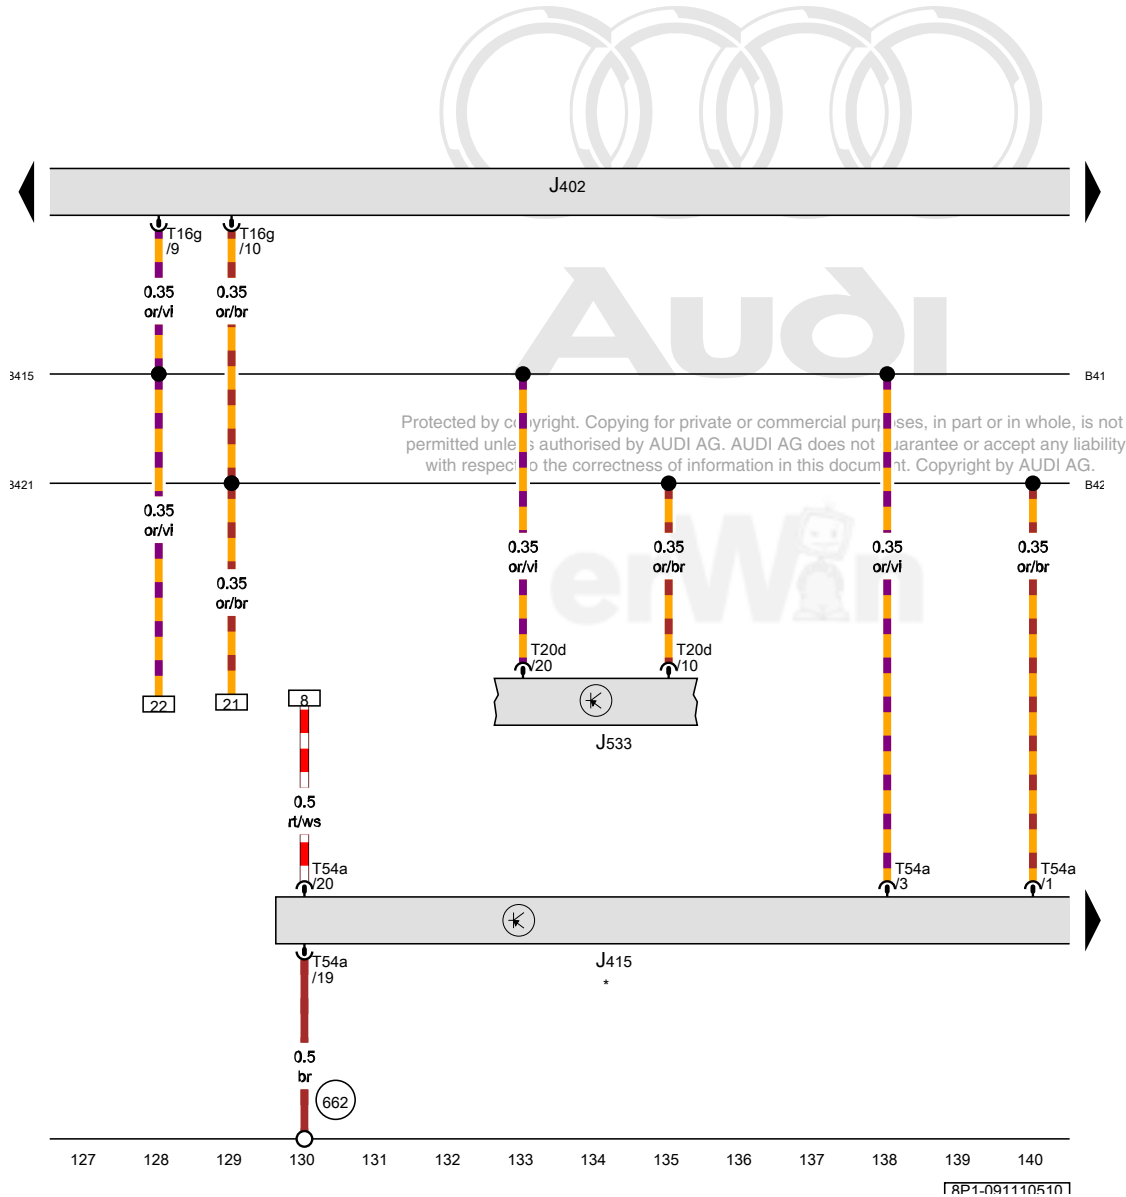 J402
T16g
/9
T16g
/10
0.35
or/vi
0.35
or/br
Audi
B415
B41
Protected by copyright. Copying for private or commercial purposes, in part or in whole, is not
permitted unless authorised by AUDI AG. AUDI AG does not guarantee or accept any liability
with respect to the correctness of information in this document. Copyright by AUDI AG.
B421
B42
0.35
or/vi
erWin
0.35
or/vi
0.35
or/br
0.35
or/vi
0.35
or/br
0.35
or/br
T20d
/20
T20d
/10
22
21
8
J533
0.5
rt/ws
T54a
/20
T54a
/3
T54a
/1
J415
*
T54a
/19
0.5
br
662
127 128 129 130 131 132 133 134 135 136 137 138 139 140
8P1-091110510